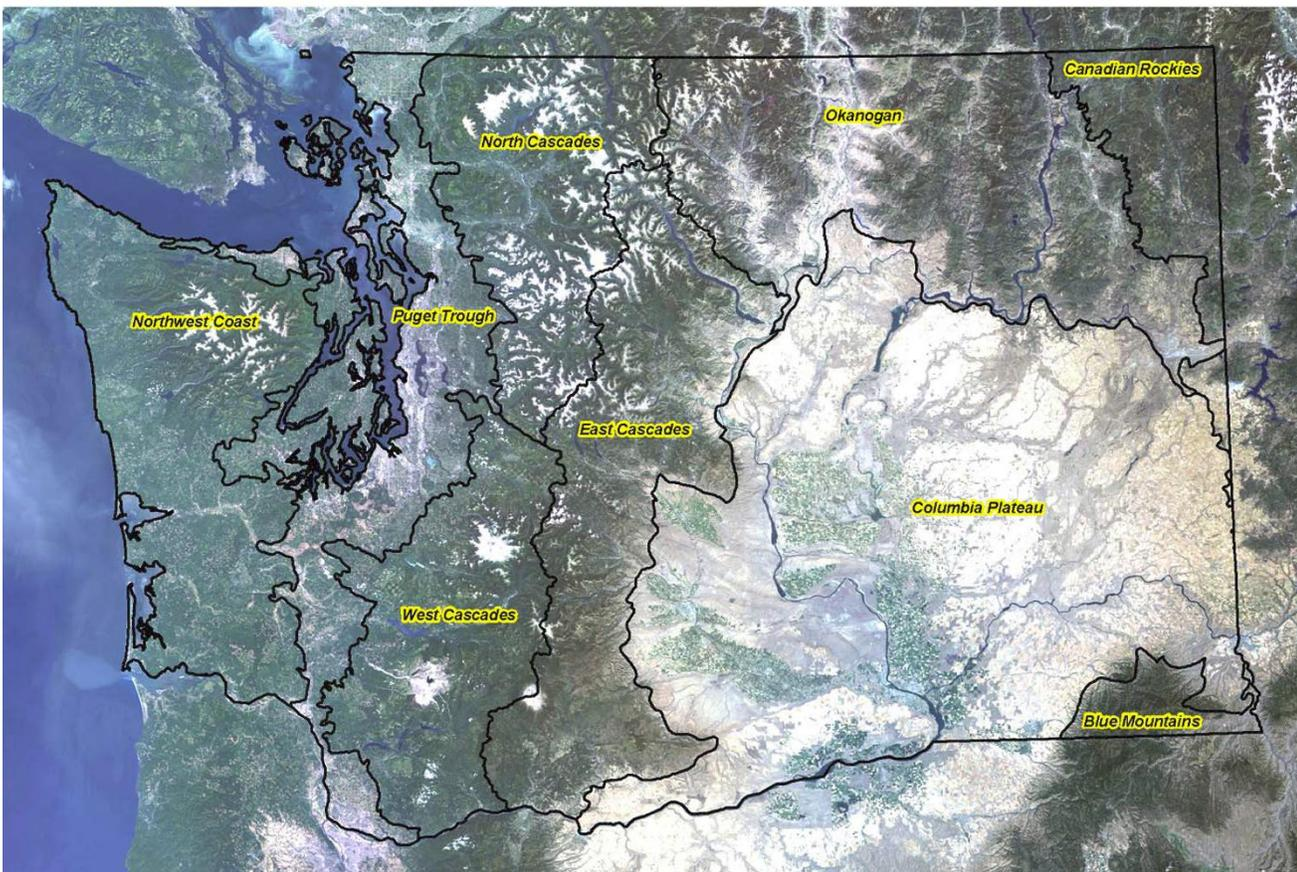 Canadian Rockies
Okanogan
North Cascades
Northwest Coast
Puget Trough
East Cascades
Columbia Plateau
West Cascades
Blue Mountains